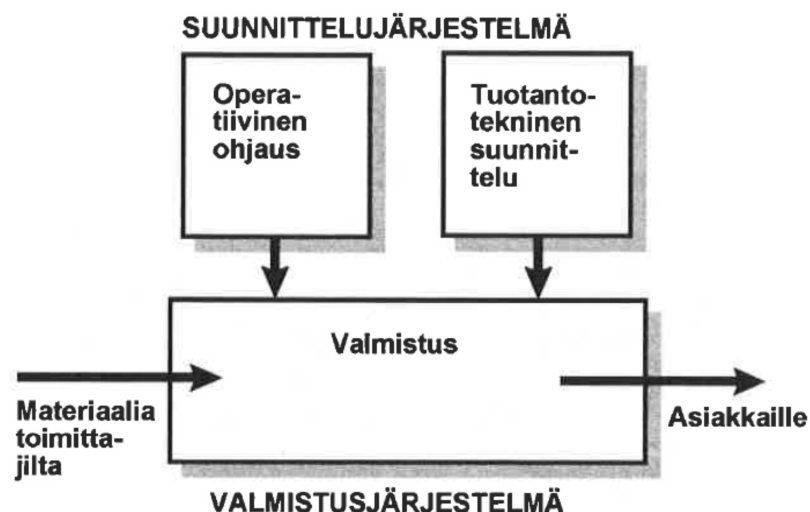 SUUNNITTELUJÄRJESTELMÄ
Opera-
tiivinen
ohjaus
Tuotanto-
tekninen
suunnit-
telu
Valmistus
Materiaalia
toimitta-
jilta
Asiakkaille
VALMISTUSJÄRJESTELMÄ